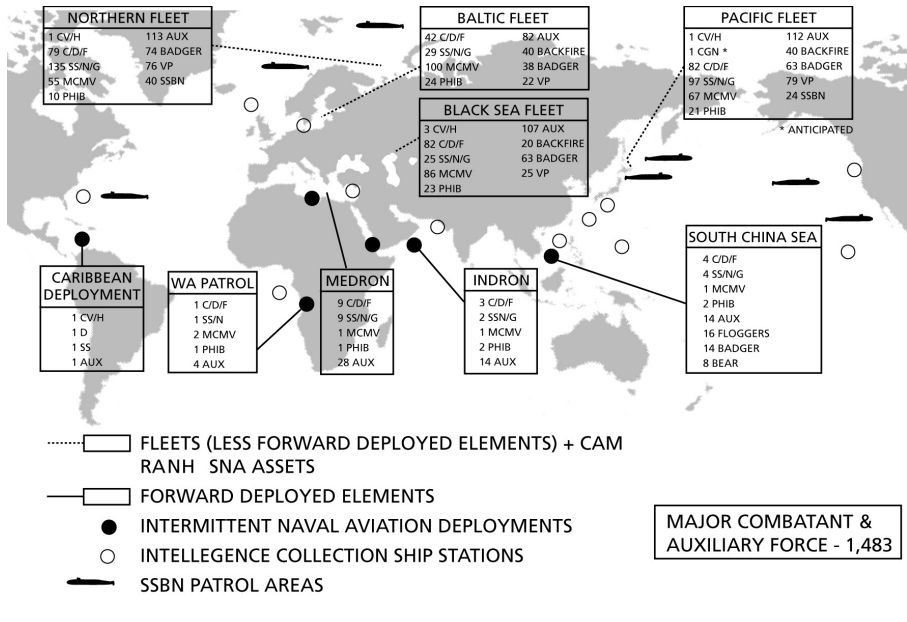 NORTHERN FLEET
1 CV/H 113 AUX
79 C/D/F 74 BADGER
135 SS/N/G 76 VP
55 MCMV 40 SSBN
10 PHIB
BALTIC FLEET
42 C/D/F 82 AUX
29 SS/N/G 40 BACKFIRE
100 MCMV 38 BADGER
24 PHIB 22 VP
PACIFIC FLEET
1 CV/H 112 AUX
1 CGN * 40 BACKFIRE
82 C/D/F 63 BADGER
97 SS/N/G 79 VP
67 MCMV 24 SSBN
21 PHIB
* ANTICIPATED
BLACK SEA FLEET
3 CV/H 107 AUX
82 C/D/F 20 BACKFIRE
25 SS/N/G 63 BADGER
86 MCMV 25 VP
23 PHIB
CARIBBEAN
DEPLOYMENT
1 CV/H
1 D
1 SS
1 AUX
WA PATROL
1 C/D/F
1 SS/N
2 MCMV
1 PHIB
4 AUX
MEDRON
9 C/D/F
9 SS/N/G
1 MCMV
1 PHIB
28 AUX
INDRON
3 C/D/F
2 SSN/G
1 MCMV
2 PHIB
14 AUX
SOUTH CHINA SEA
4 C/D/F
4 SS/N/G
1 MCMV
2 PHIB
14 AUX
16 FLOGGERS
14 BADGER
8 BEAR
FLEETS (LESS FORWARD DEPLOYED ELEMENTS) + CAM
RANH SNA ASSETS
FORWARD DEPLOYED ELEMENTS
INTERMITTENT NAVAL AVIATION DEPLOYMENTS
INTELLEGENCE COLLECTION SHIP STATIONS
SSBN PATROL AREAS
MAJOR COMBATANT &
AUXILIARY FORCE - 1,483